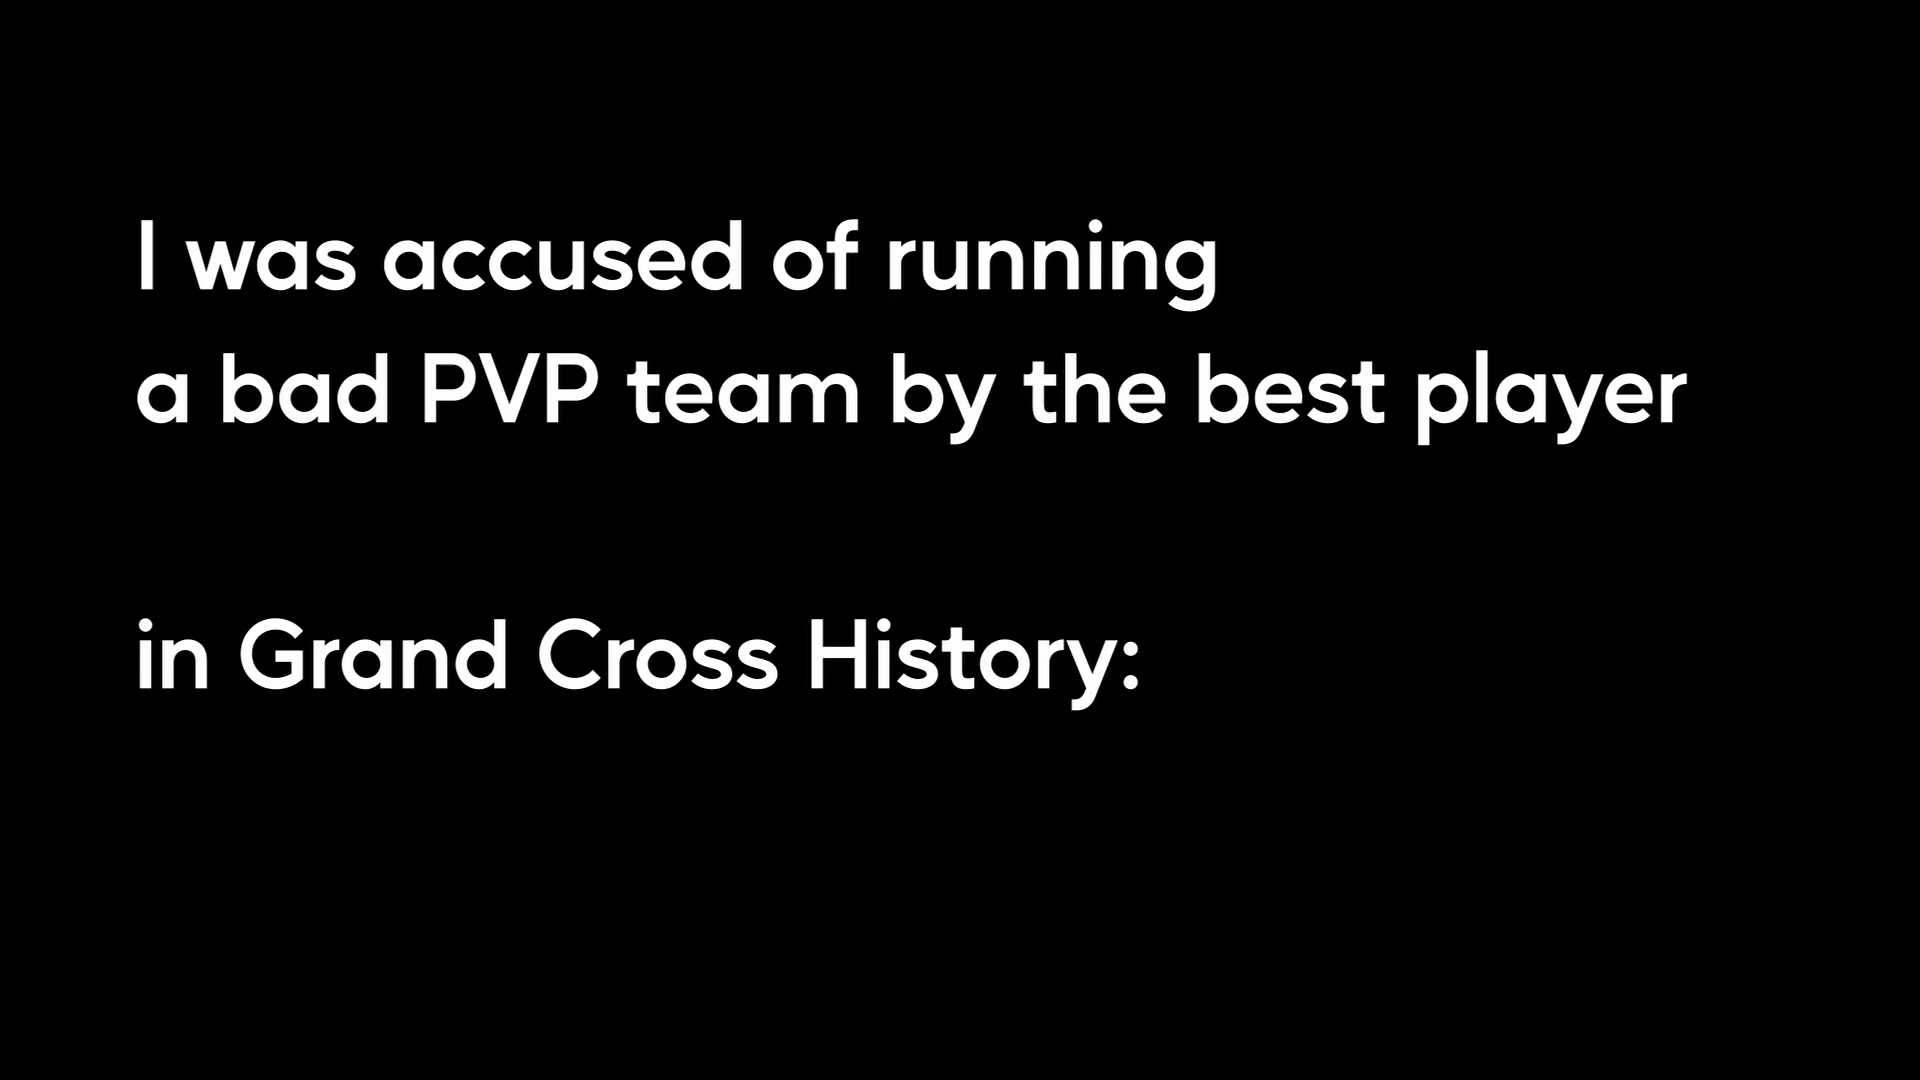 I was accused of running
a bad PVP team by the best player
in Grand Cross History: